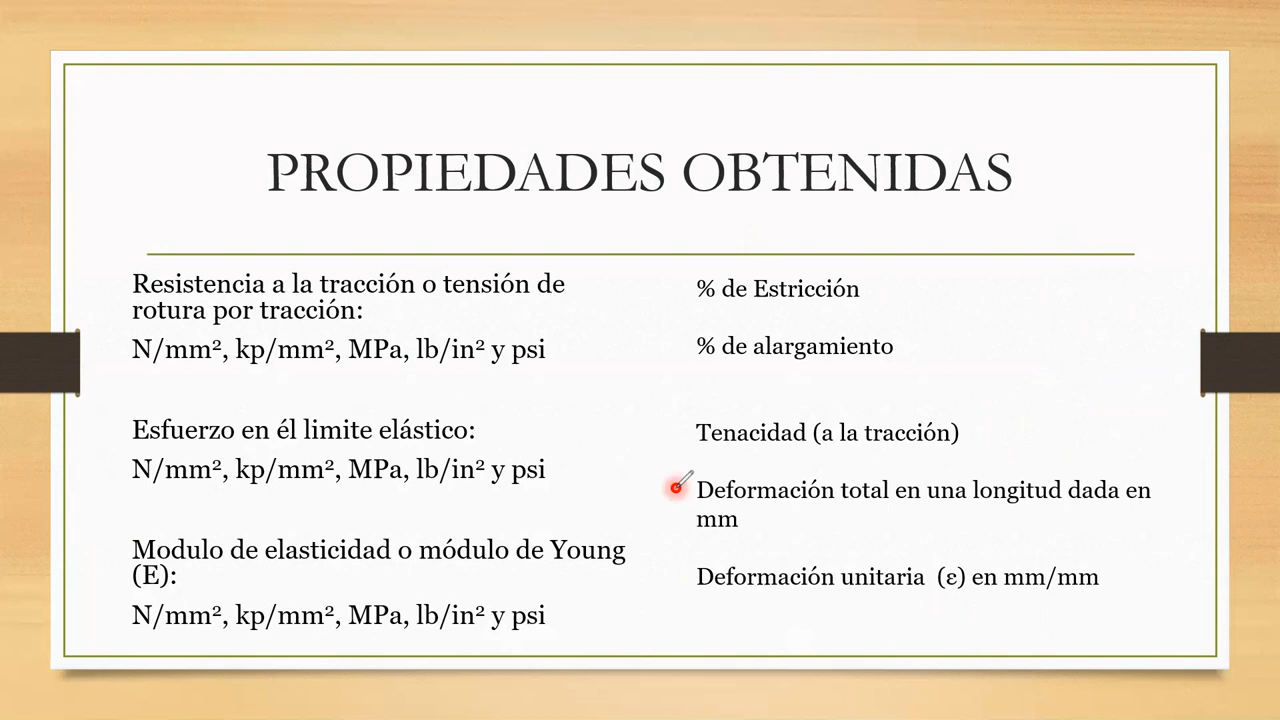 PROPIEDADES OBTENIDAS
Resistencia a la tracción o tensión de
rotura por tracción:
N/mm², kp/mm², MPa, lb/in² y psi
Esfuerzo en él limite elástico:
N/mm², kp/mm², MPa, lb/in² y psi
Modulo de elasticidad o módulo de Young
(E):
N/mm², kp/mm², MPa, lb/in² y psi
% de Estricción
% de alargamiento
Tenacidad (a la tracción)
Deformación total en una longitud dada en
mm
Deformación unitaria (ε) en mm/mm